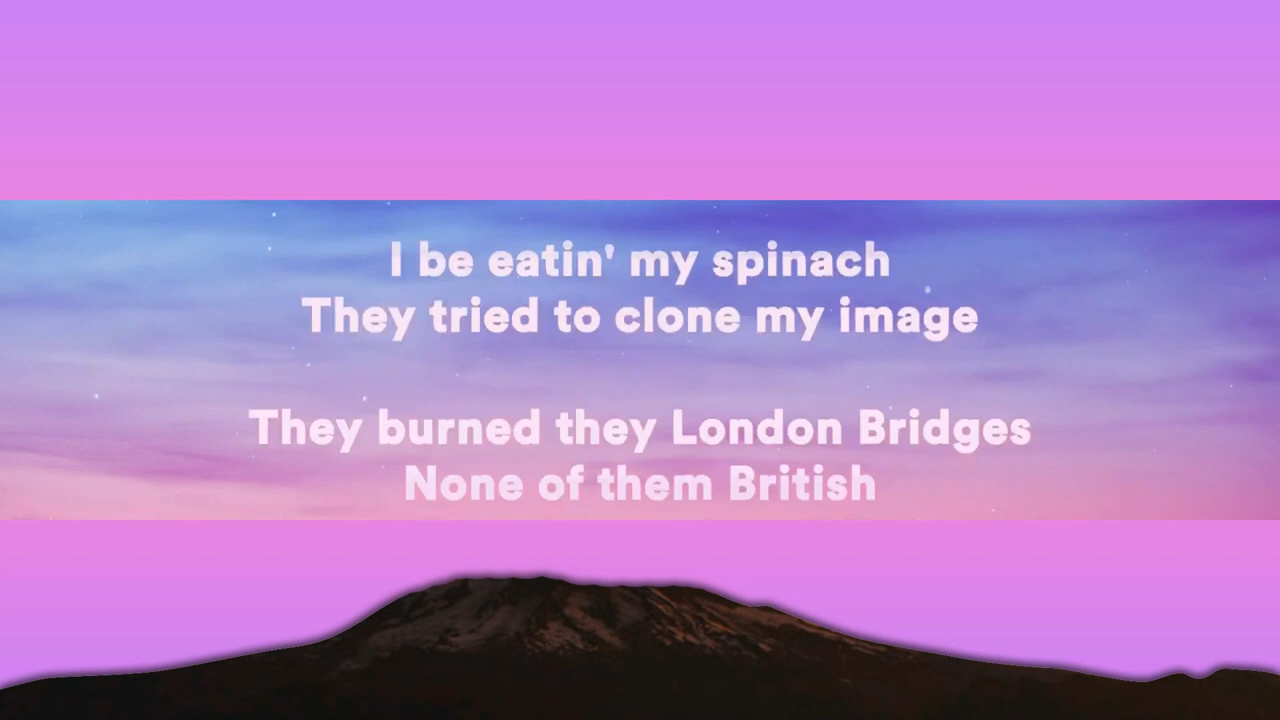 I be eatin' my spinach
They tried to clone my image
They burned they London Bridges
None of them British